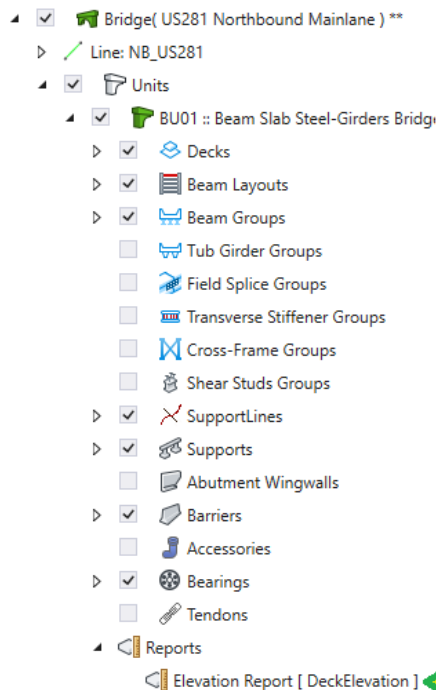 Bridge( US281 Northbound Mainlane ) **
Line: NB_US281
Units
BU01 :: Beam Slab Steel-Girders Bridge
Decks
Beam Layouts
Beam Groups
Tub Girder Groups
Field Splice Groups
Transverse Stiffener Groups
Cross-Frame Groups
Shear Studs Groups
SupportLines
Supports
Abutment Wingwalls
Barriers
Accessories
Bearings
Tendons
Reports
Elevation Report [ DeckElevation ]